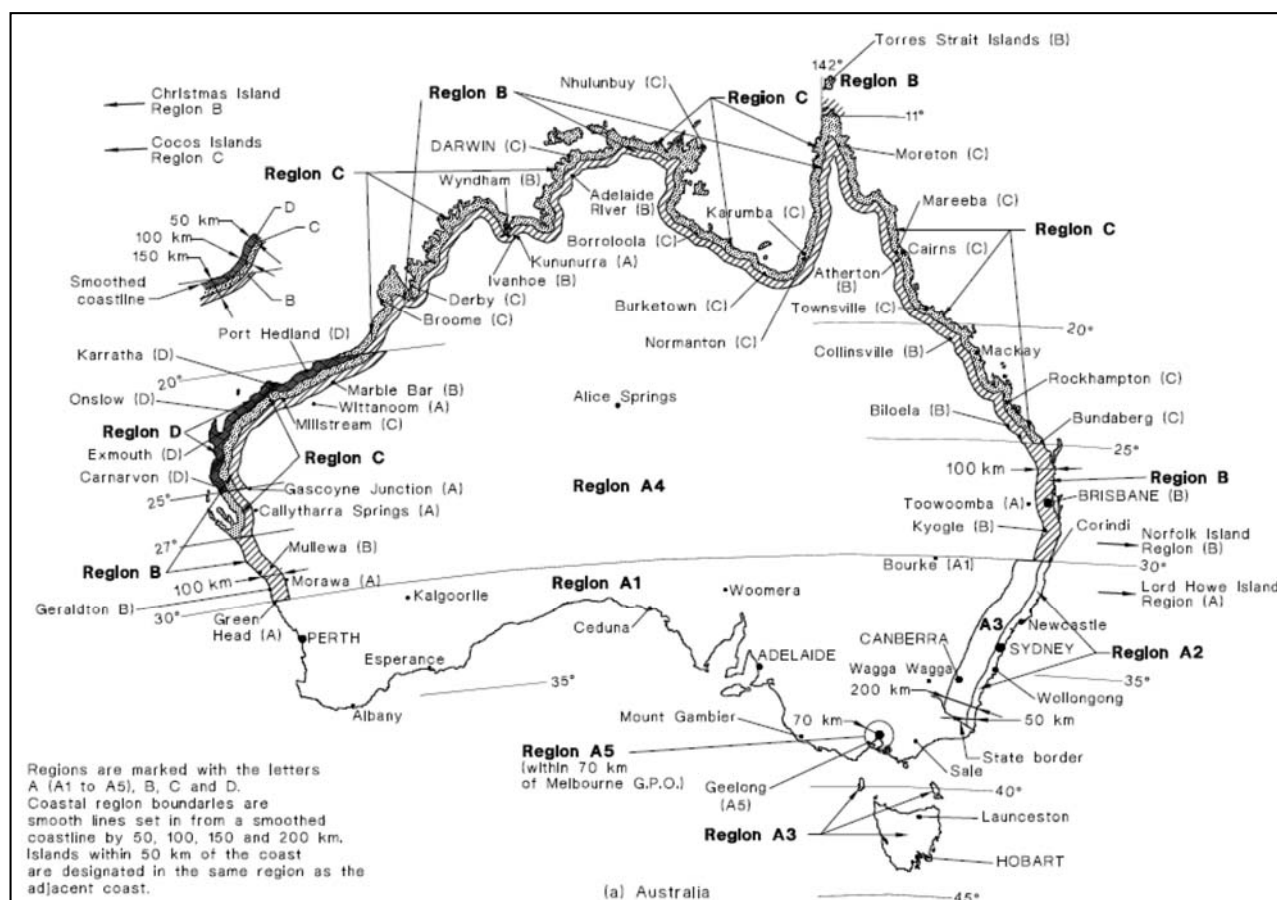 Torres Strait Islands (B)
142°
Nhulunbuy (C)
Region B
Christmas Island
Region B
Region B
Region C
11°
Cocos Islands
Region C
DARWIN (C)
Moreton (C)
Region C
Wyndham (B)
Mareeba (C)
50 km
D
Adelaide
River (B)
Karumba (C)
100 km
C
Region C
150 km
Borroloola (C)
Cairns (C)
Kununurra (A)
Atherton
(B)
Smoothed
coastline
Ivanhoe (B)
B
Derby (C)
Burketown (C)
Townsville (C)
Broome (C)
Port Hedland (D)
20°
Normanton (C)
Karratha (D)
Collinsville (B)
Mackay
20°
Marble Bar (B)
Rockhampton (C)
Onslow (D)
Wittanoom (A)
Alice Springs
Millstream (C)
Biloela (B)
Bundaberg (C)
Region D
Exmouth (D)
Region C
25°
Carnarvon (D)
100 km
Region B
25°
Gascoyne Junction (A)
Region A4
Toowoomba (A)
BRISBANE (B)
Callytharra Springs (A)
Kyogle (B)
Corindi
27°
Norfolk Island
Region (B)
Mullewa (B)
Region B
Bourke (A1)
30°
100 km
Morawa (A)
Region A1
Lord Howe Island
Region (A)
Geraldton B)
Kalgoorlie
Woomera
30°
Green
Head (A)
Ceduna
A3
Newcastle
PERTH
CANBERRA
SYDNEY
Esperance
ADELAIDE
Region A2
Wagga Wagga
35°
35°
200 km
Wollongong
Albany
Mount Gambier
70 km
50 km
Region A5
(within 70 km
of Melbourne G.P.O.)
State border
Sale
Geelong
(A5)
40°
Regions are marked with the letters
A (A1 to A5), B, C and D.
Coastal region boundaries are
smooth lines set in from a smoothed
coastline by 50, 100, 150 and 200 km.
Islands within 50 km of the coast
are designated in the same region as the
adjacent coast.
Launceston
Region A3
HOBART
(a) Australia
45°